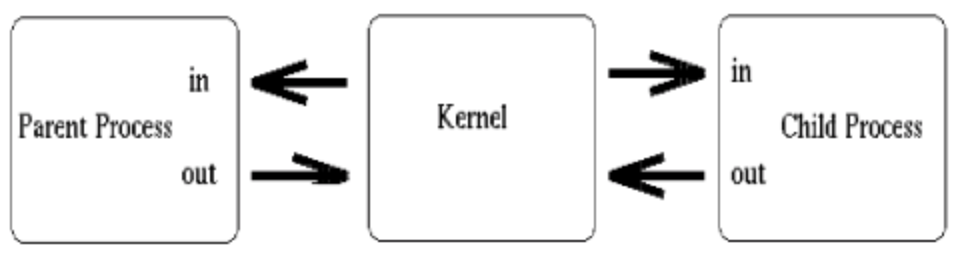 in
Parent Process
out
Kernel
in
Child Process
out